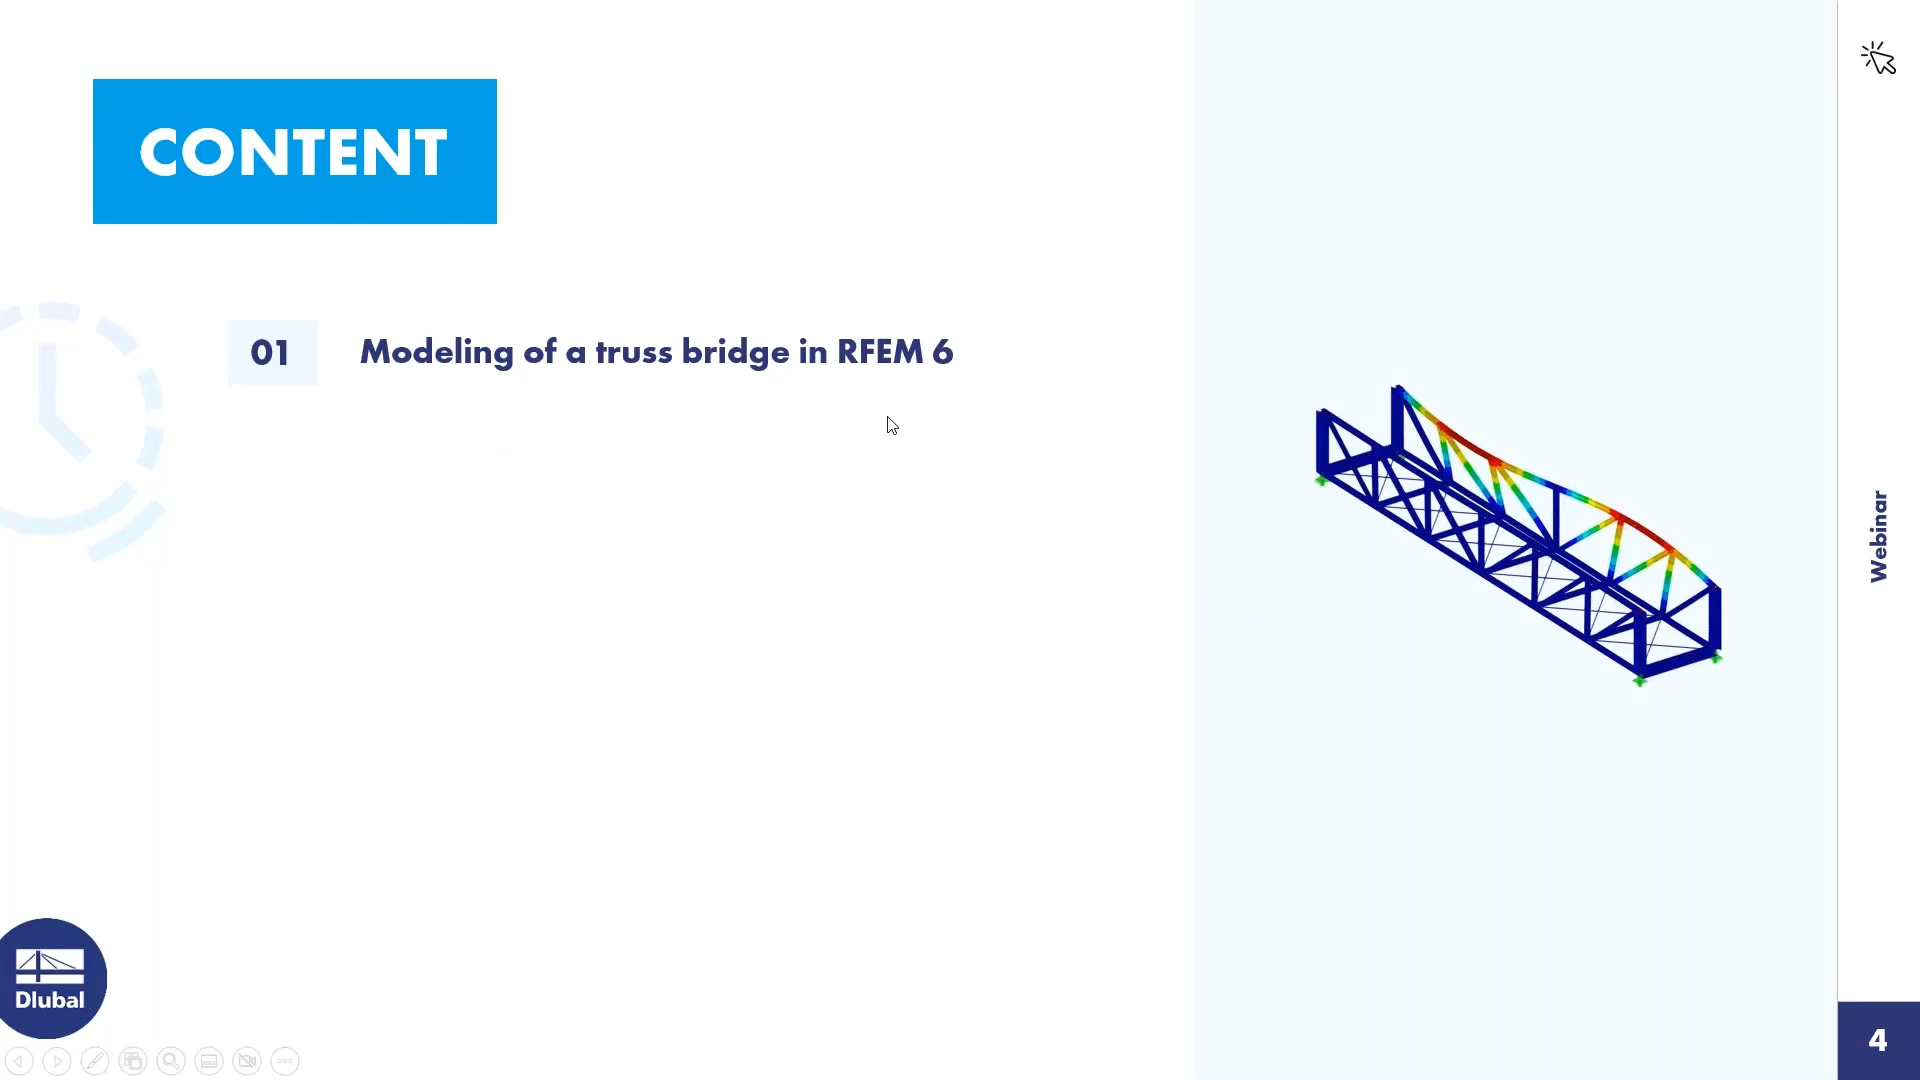 CONTENT
01 Modeling of a truss bridge in RFEM 6
Webinar
Dlubal
4